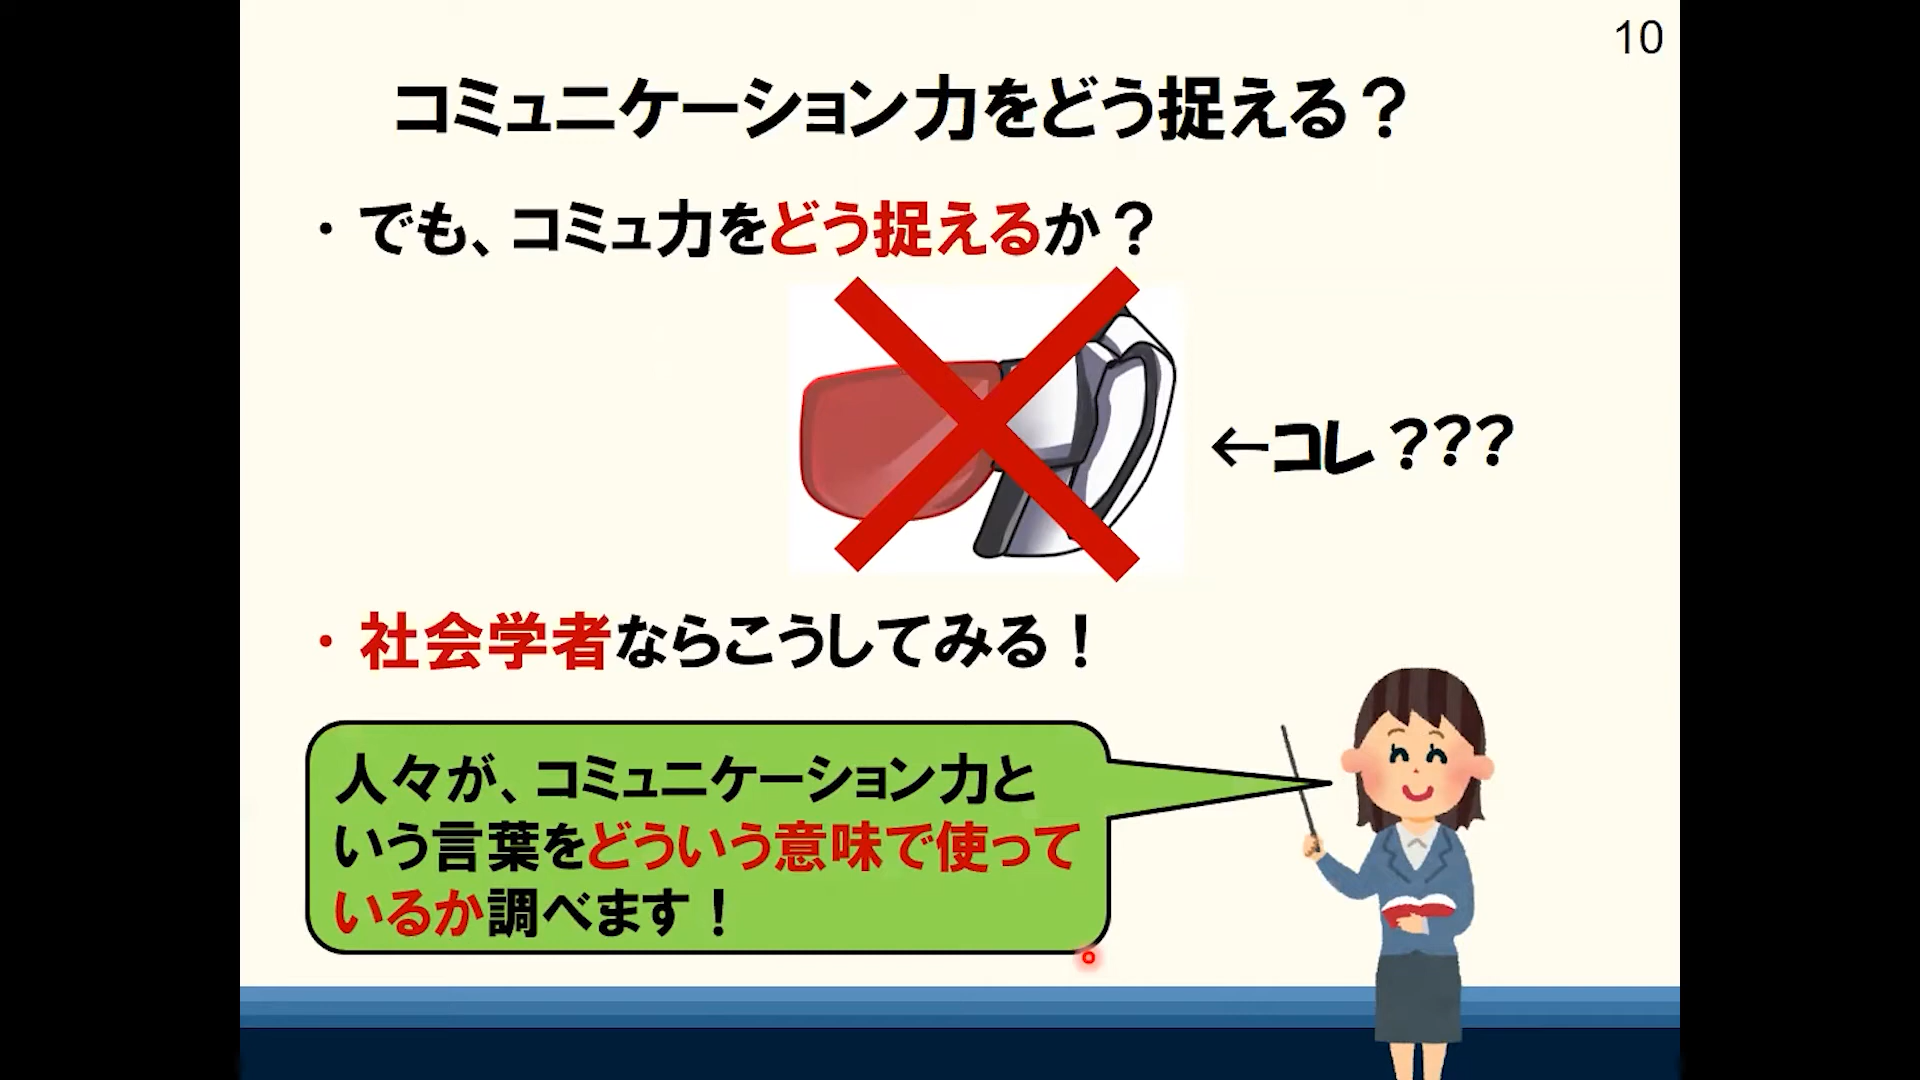 10
コミュニケーション力をどう捉える？
・でも、コミュ力をどう捉えるか？
←コレ？？？
・社会学者ならこうしてみる！
人々が、コミュニケーション力と
いう言葉をどういう意味で使って
いるか調べます！